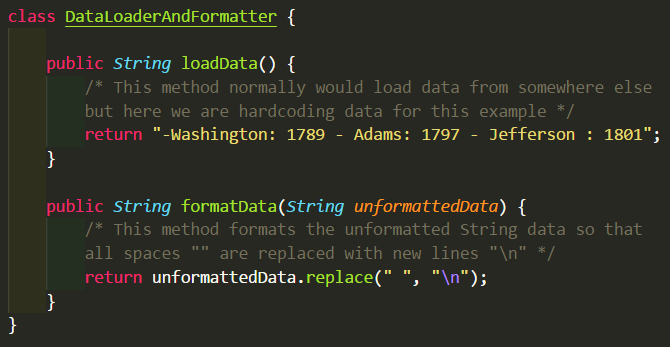 class DataLoaderAndFormatter {
public String loadData() {
/* This method normally would load data from somewhere else
but here we are hardcoding data for this example */
return "-Washington: 1789 - Adams: 1797 - Jefferson : 1801";
}
public String formatData(String unformattedData) {
/* This method formats the unformatted String data so that
all spaces "" are replaced with new lines "\n" */
return unformattedData.replace(" ", "\n");
}
}